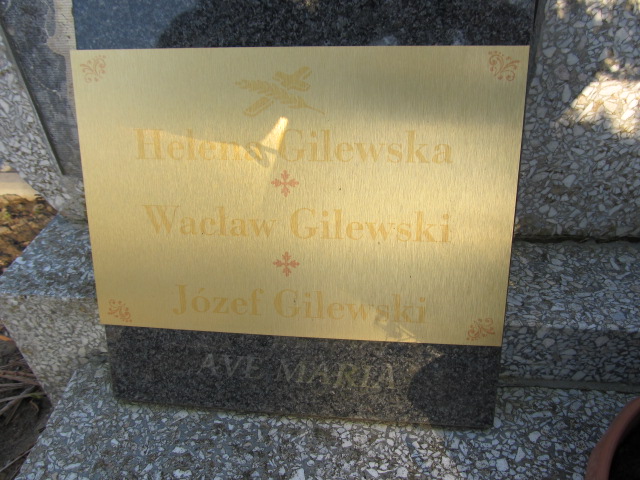 Helena Gilewska
Wacław Gilewski
Józef Gilewski
AVE MARIA